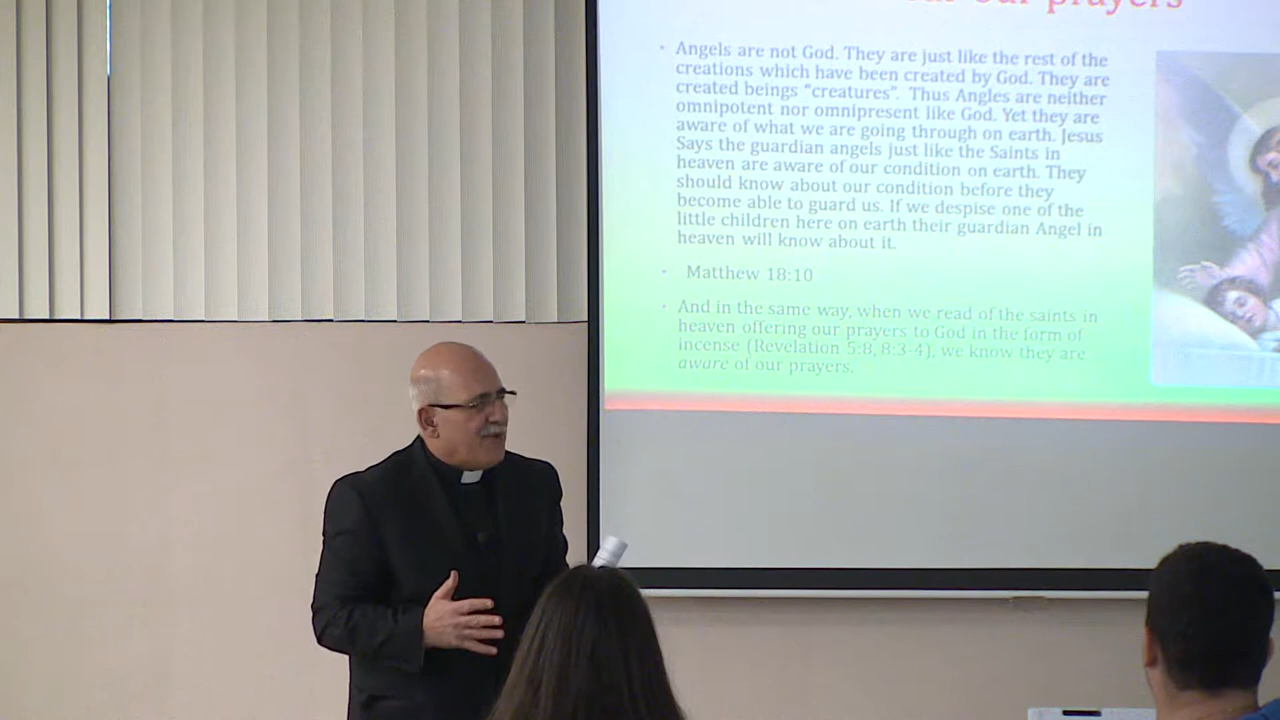 our prayers
• Angels are not God. They are just like the rest of the
creations which have been created by God. They are
created beings “creatures”. Thus Angles are neither
omnipotent nor omnipresent like God. Yet they are
aware of what we are going through on earth. Jesus
Says the guardian angels just like the Saints in
heaven are aware of our condition on earth. They
should know about our condition before they
become able to guard us. If we despise one of the
little children here on earth their guardian Angel in
heaven will know about it.
• Matthew 18:10
• And in the same way, when we read of the saints in
heaven offering our prayers to God in the form of
incense (Revelation 5:8, 8:3-4), we know they are
aware of our prayers.